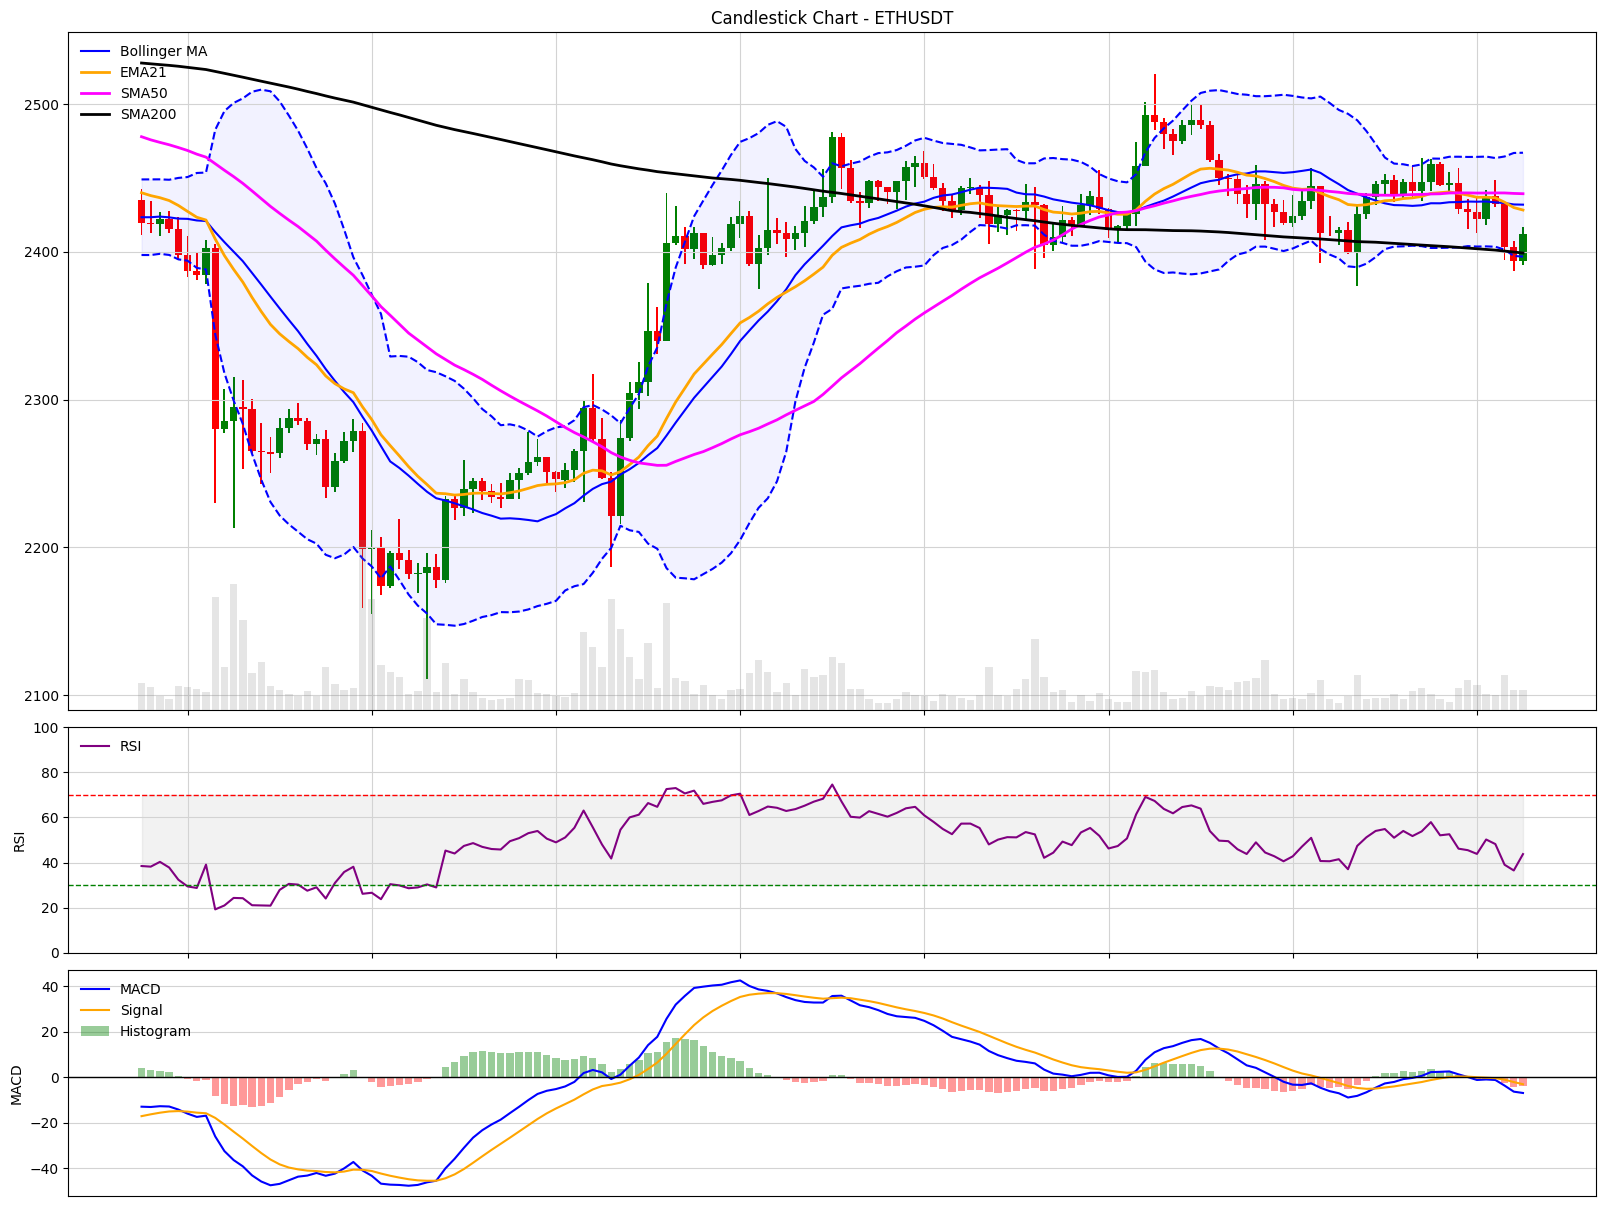 Candlestick Chart - ETHUSDT
Bollinger MA
EMA21
SMA50
SMA200
2500
2400
2300
2200
2100
RSI
100
80
60
40
20
0
RSI
MACD
Signal
Histogram
40
20
0
−20
−40
MACD